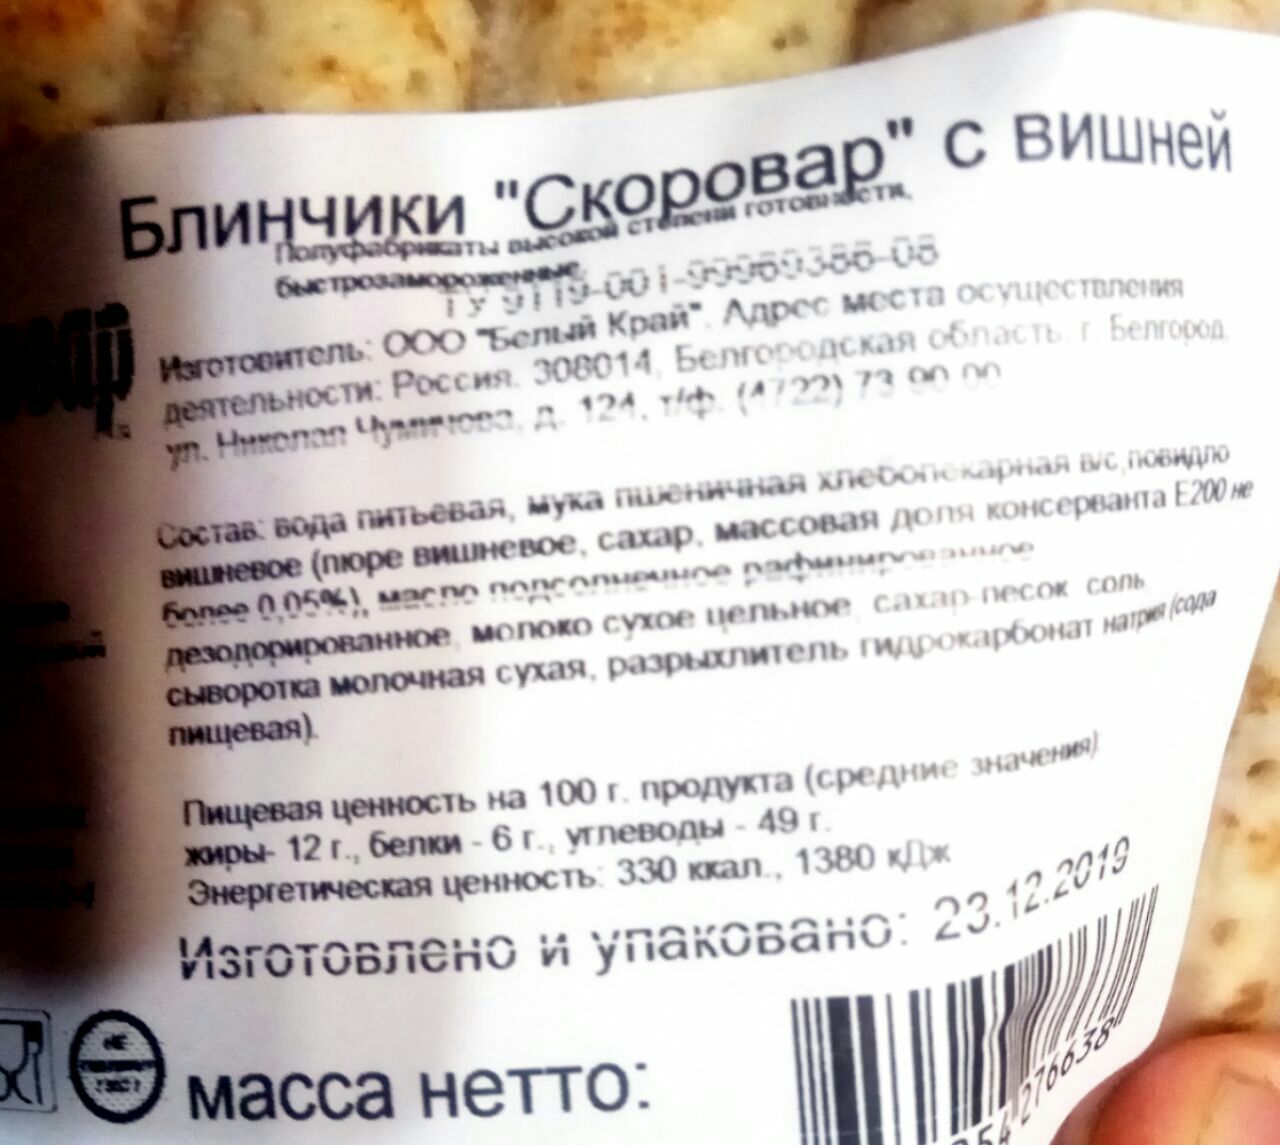 Блинчики "Скоровар" с вишней
Полуфабрикаты высокой степени готовности,
быстрозамороженные.
ТУ 9119-001-99969386-08
Изготовитель: ООО "Белый Край". Адрес места осуществления
деятельности: Россия. 308014, Белгородская область. г. Белгород,
ул. Николая Чумичова, д. 124, т/ф. (4722) 73 90 00
Состав: вода питьевая, мука пшеничная хлебопекарная в/с,повидло
вишневое (пюре вишневое, сахар, массовая доля консерванта Е200 не
более 0,05%), масло подсолнечное рафинированное
дезодорированное, молоко сухое цельное, сахар-песок соль
сыворотка молочная сухая, разрыхлитель гидрокарбонат натрия (сода
пищевая).
Пищевая ценность на 100 г. продукта (средние значения)
жиры- 12 г., белки - 6 г., углеводы - 49 г.
Энергетическая ценность: 330 ккал., 1380 кДж
Изготовлено и упаковано: 23.12.2019
масса нетто:
276638